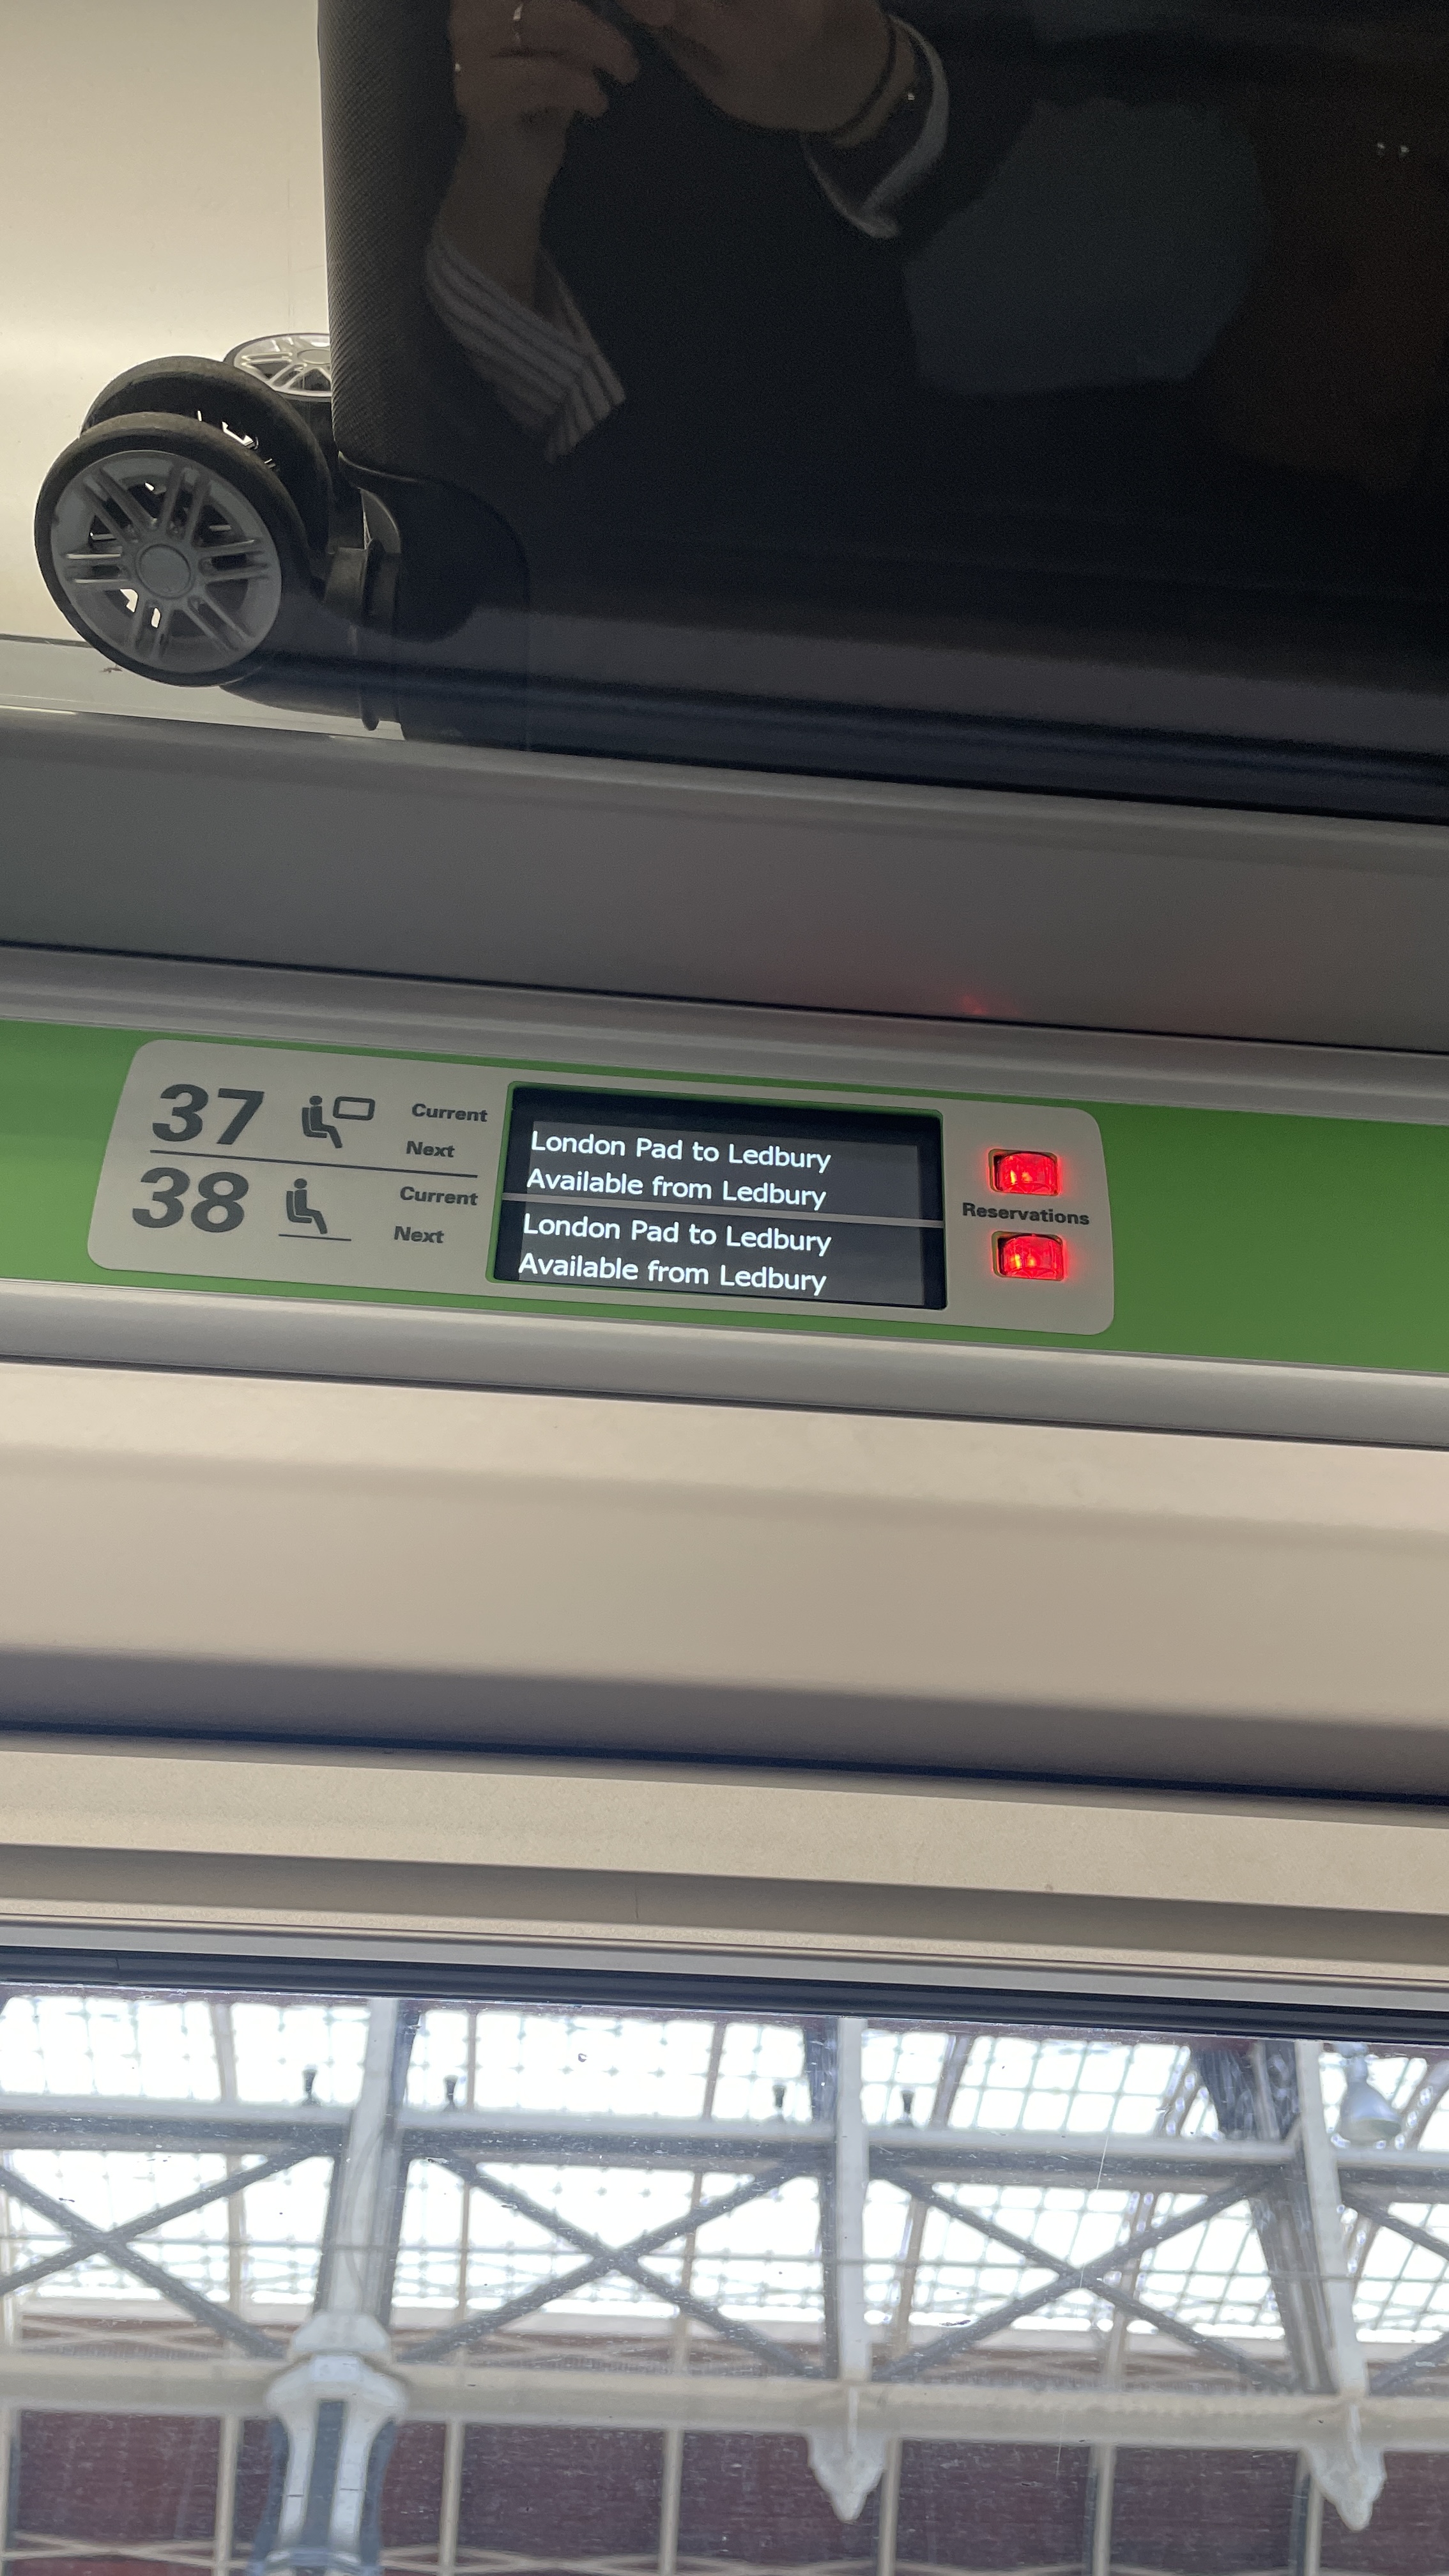 37 Current London Pad to Ledbury
Next Available from Ledbury
Reservations
38 Current London Pad to Ledbury
Next Available from Ledbury